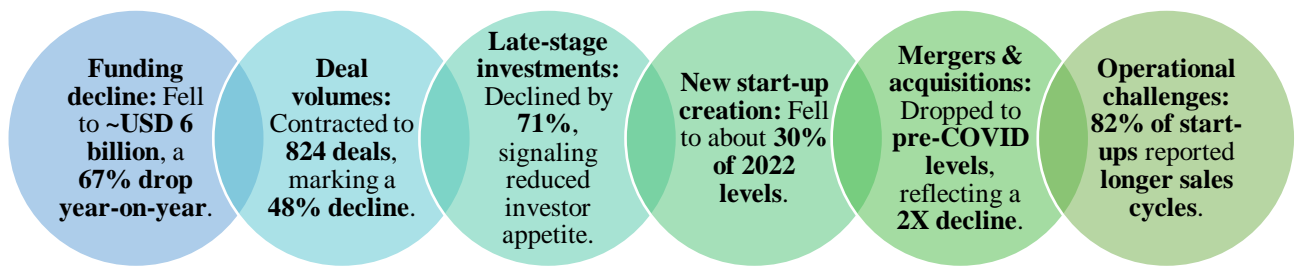 Funding
decline: Fell
to ~USD 6
billion, a
67% drop
year-on-year.
Deal
volumes:
Contracted to
824 deals,
marking a
48% decline.
Late-stage
investments:
Declined by
71%,
signaling
reduced
investor
appetite.
New start-up
creation: Fell
to about 30%
of 2022
levels.
Mergers &
acquisitions:
Dropped to
pre-COVID
levels,
reflecting a
2X decline.
Operational
challenges:
82% of start-
ups reported
longer sales
cycles.